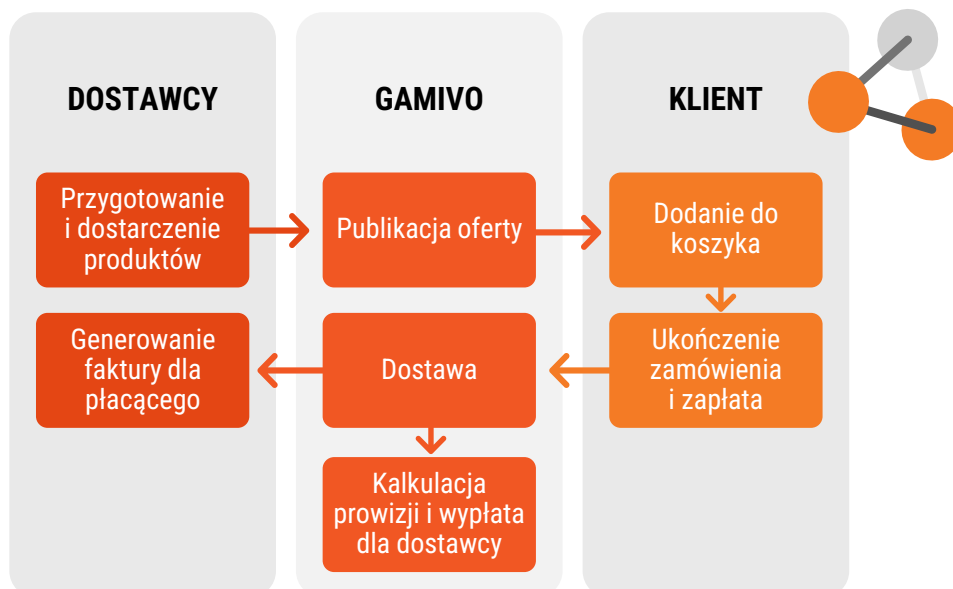 DOSTAWCY
GAMIVO
KLIENT
Przygotowanie
i dostarczenie
produktów
Publikacja oferty
Dodanie do
koszyka
Generowanie
faktury dla
płacącego
Dostawa
Ukończenie
zamówienia
i zapłata
Kalkulacja
prowizji i wypłata
dla dostawcy